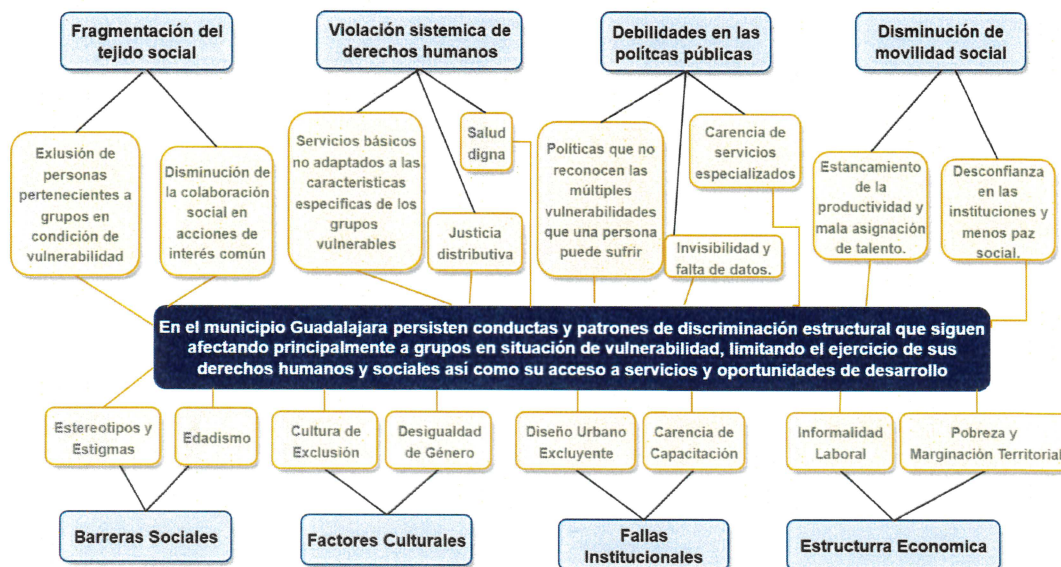 Fragmentación del
tejido social
Violación sistemica de
derechos humanos
Debilidades en las
polítcas públicas
Disminución de
movilidad social
Exlusión de
personas
pertenecientes a
grupos en
condición de
vulnerabilidad
Disminución de
la colaboración
social en
acciones de
interés común
Servicios básicos
no adaptados a las
características
especificas de los
grupos
vulnerables
Salud
digna
Justicia
distributiva
Políticas que no
reconocen las
múltiples
vulnerabilidades
que una persona
puede sufrir
Carencia de
servicios
especializados
Invisibilidad y
falta de datos.
Estancamiento
de la
productividad y
mala asignación
de talento.
Desconfianza
en las
instituciones y
menos paz
social.
En el municipio Guadalajara persisten conductas y patrones de discriminación estructural que siguen
afectando principalmente a grupos en situación de vulnerabilidad, limitando el ejercicio de sus
derechos humanos y sociales así como su acceso a servicios y oportunidades de desarrollo
Estereotipos y
Estigmas
Edadismo
Cultura de
Exclusión
Desigualdad
de Género
Diseño Urbano
Excluyente
Carencia de
Capacitación
Informalidad
Laboral
Pobreza y
Marginación Territorial
Barreras Sociales
Factores Culturales
Fallas
Institucionales
Estructurra Economica